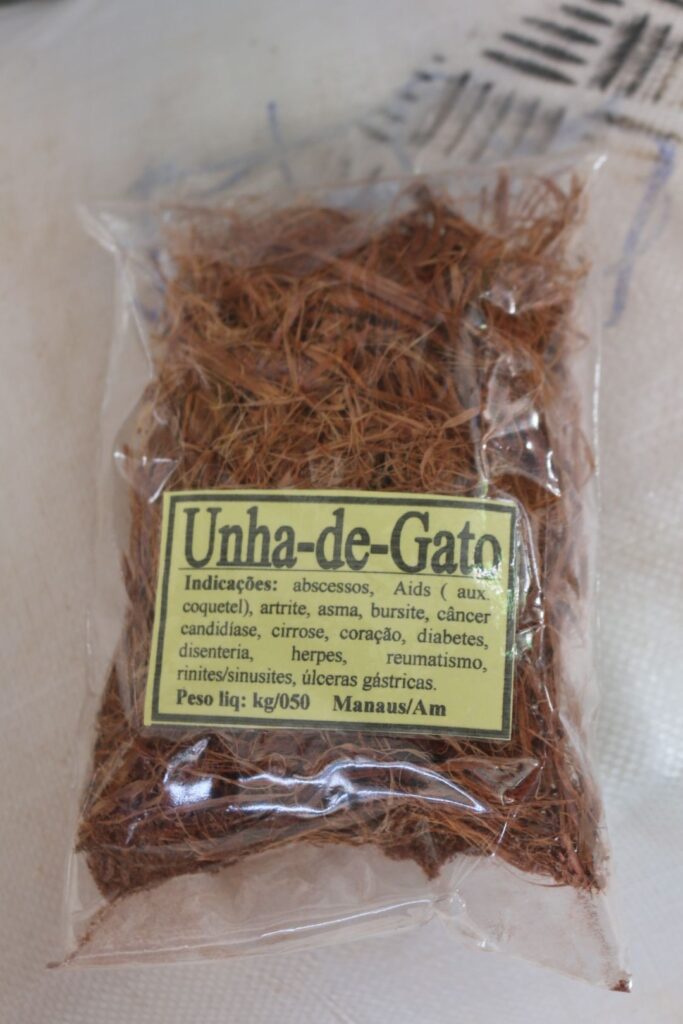 Unha-de-Gato
Indicações: abscessos, Aids ( aux.
coquetel), artrite, asma, bursite, câncer
candidíase, cirrose, coração, diabetes,
disenteria, herpes, reumatismo,
rinites/sinusites, úlceras gástricas.
Peso liq: kg/050 Manaus/Am